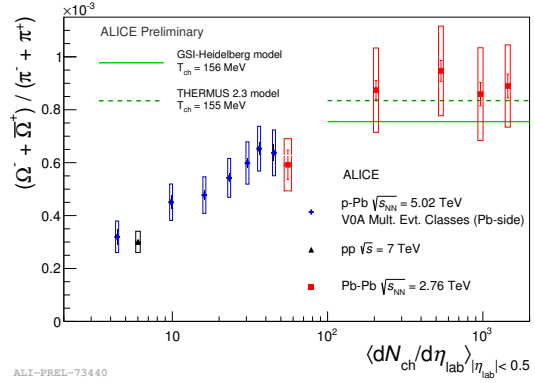 ×10⁻³
(Ω⁻ + Ω̅⁺) / (π⁻ + π⁺)
1
0.8
0.6
0.4
0.2
0
ALICE Preliminary
GSI-Heidelberg model
T_ch = 156 MeV
THERMUS 2.3 model
T_ch = 155 MeV
ALICE
p-Pb √s_NN = 5.02 TeV
V0A Mult. Evt. Classes (Pb-side)
pp √s = 7 TeV
Pb-Pb √s_NN = 2.76 TeV
10 10² 10³
⟨dN_ch/dη_lab⟩_|η_lab|< 0.5
ALI-PREL-73440